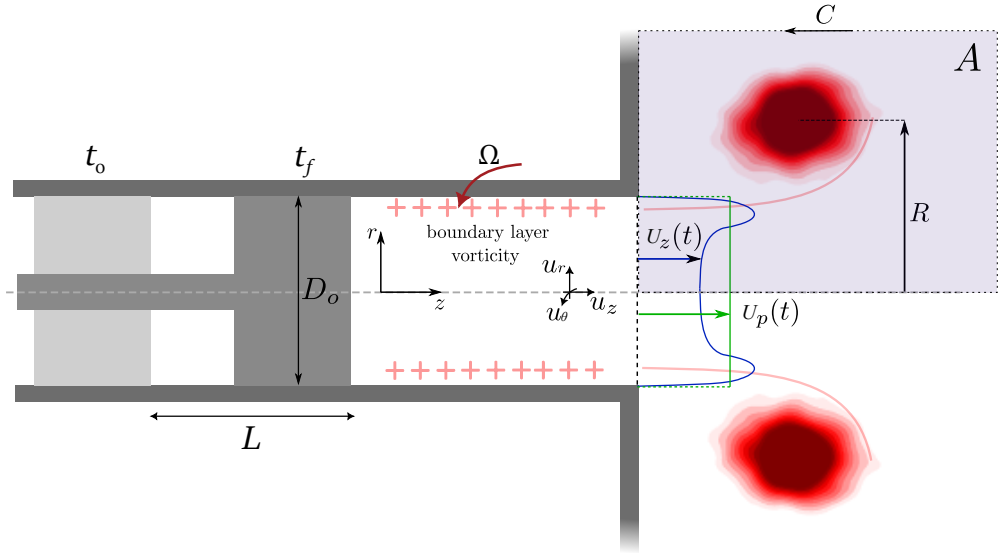 C
A
t_o
t_f
Ω
boundary layer
vorticity
r
z
D_o
u_r
u_z
u_θ
U_z(t)
U_p(t)
R
L